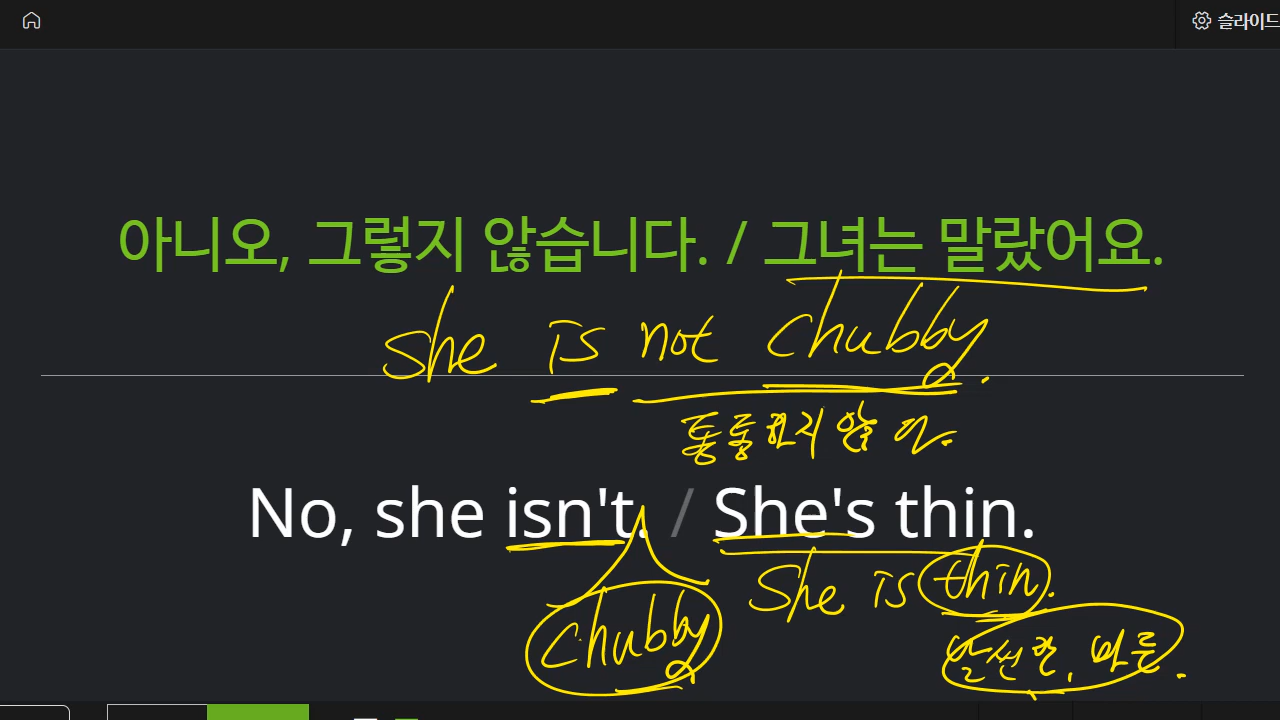 슬라이드
아니오, 그렇지 않습니다. / 그녀는 말랐어요.
she is not chubby.
통통하지 않다.
No, she isn't. / She's thin.
chubby
She is thin.
날씬한, 마른.